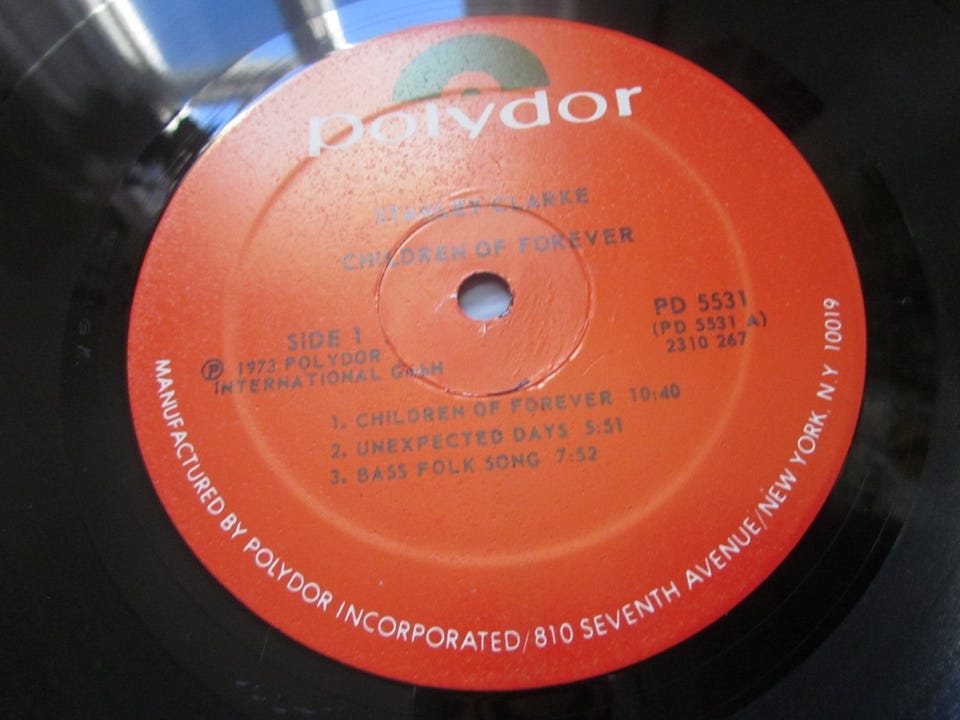 polydor
STANLEY CLARKE
CHILDREN OF FOREVER
SIDE 1
Ⓟ 1973 POLYDOR
INTERNATIONAL GmbH
PD 5531
(PD 5531 A)
2310 267
1. CHILDREN OF FOREVER 10:40
2. UNEXPECTED DAYS 5:51
3. BASS FOLK SONG 7:52
MANUFACTURED BY POLYDOR INCORPORATED/810 SEVENTH AVENUE/NEW YORK, N.Y 10019